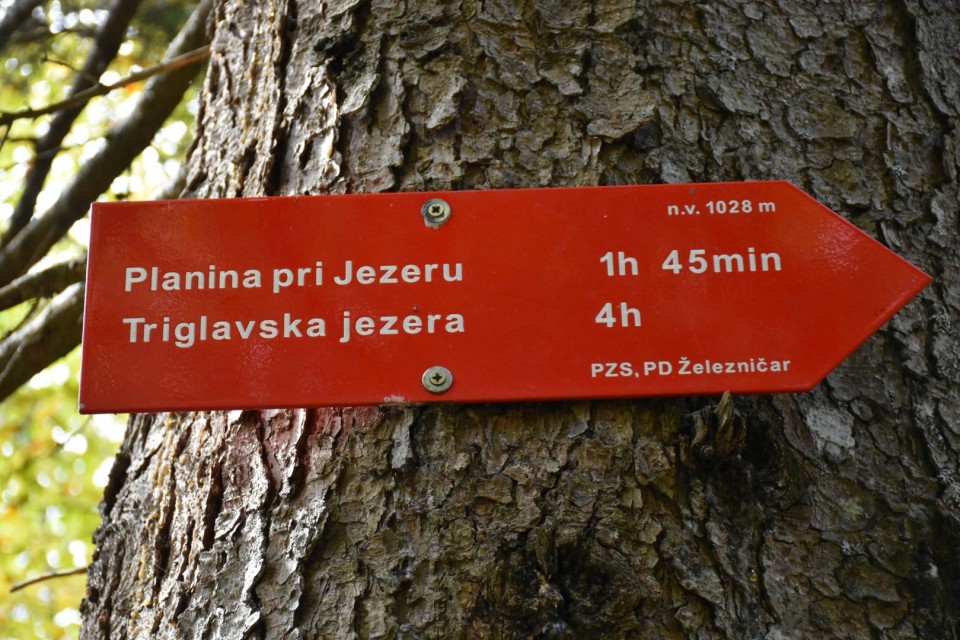 n.v. 1028 m
Planina pri Jezeru 1h 45min
Triglavska jezera 4h
PZS, PD Železničar